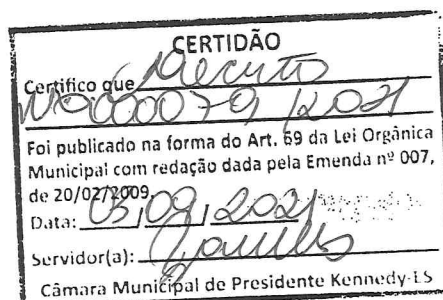 CERTIDÃO
Certifico que Decreto
Nº 000079 /2021
Foi publicado na forma do Art. 69 da Lei Orgânica
Municipal com redação dada pela Emenda nº 007,
de 20/02/2009.
Data: 03/09/2021
Servidor(a):
Câmara Municipal de Presidente Kennedy-ES